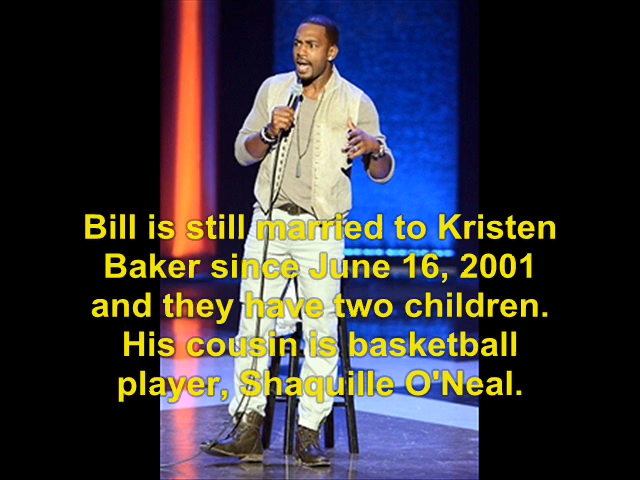 Bill is still married to Kristen
Baker since June 16, 2001
and they have two children.
His cousin is basketball
player, Shaquille O'Neal.